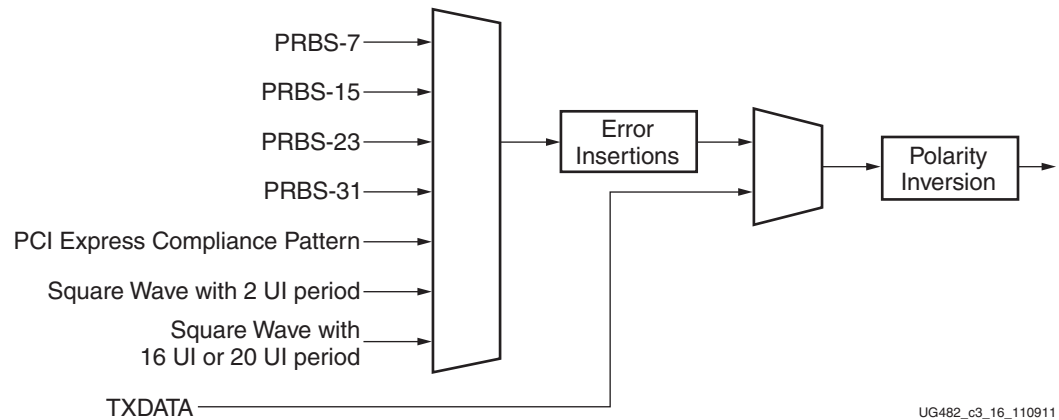 PRBS-7
PRBS-15
PRBS-23
PRBS-31
PCI Express Compliance Pattern
Square Wave with 2 UI period
Square Wave with
16 UI or 20 UI period
TXDATA
Error
Insertions
Polarity
Inversion
UG482_c3_16_110911